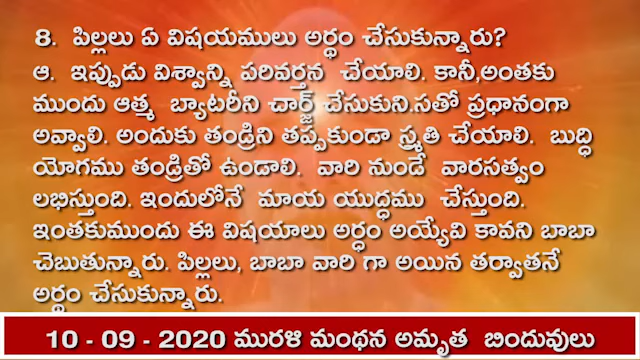 8. పిల్లలు ఏ విషయములు అర్థం చేసుకున్నారు?
ఆ. ఇప్పుడు విశ్వాన్ని పరివర్తన చేయాలి. కానీ,అంతకు
ముందు ఆత్మ బ్యాటరీని ఛార్జ్ చేసుకుని,సతో ప్రధానంగా
అవ్వాలి. అందుకు తండ్రిని తప్పకుండా స్మ్రతి చేయాలి. బుద్ధి
యోగము తండ్రితో ఉండాలి. వారి నుండే వారసత్వం
లభిస్తుంది. ఇందులోనే మాయ యుద్ధము చేస్తుంది.
ఇంతకుముందు ఈ విషయాలు అర్ధం అయ్యేవి కావని బాబా
చెబుతున్నారు. పిల్లలు, బాబా వారి గా అయిన తర్వాతనే
అర్థం చేసుకున్నారు.
10 - 09 - 2020 మురళి మంథన అమృత బిందువులు